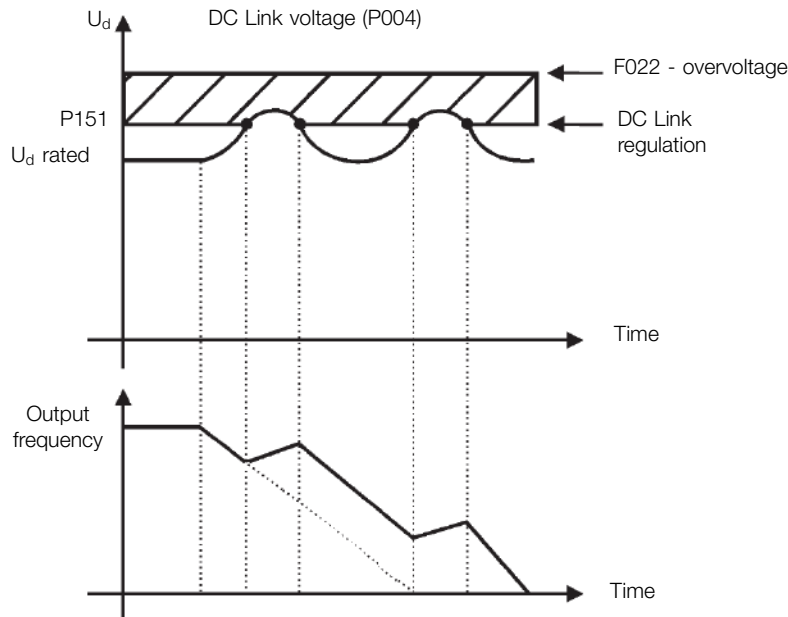 U_d
DC Link voltage (P004)
F022 - overvoltage
P151
DC Link
regulation
U_d rated
Time
Output
frequency
Time